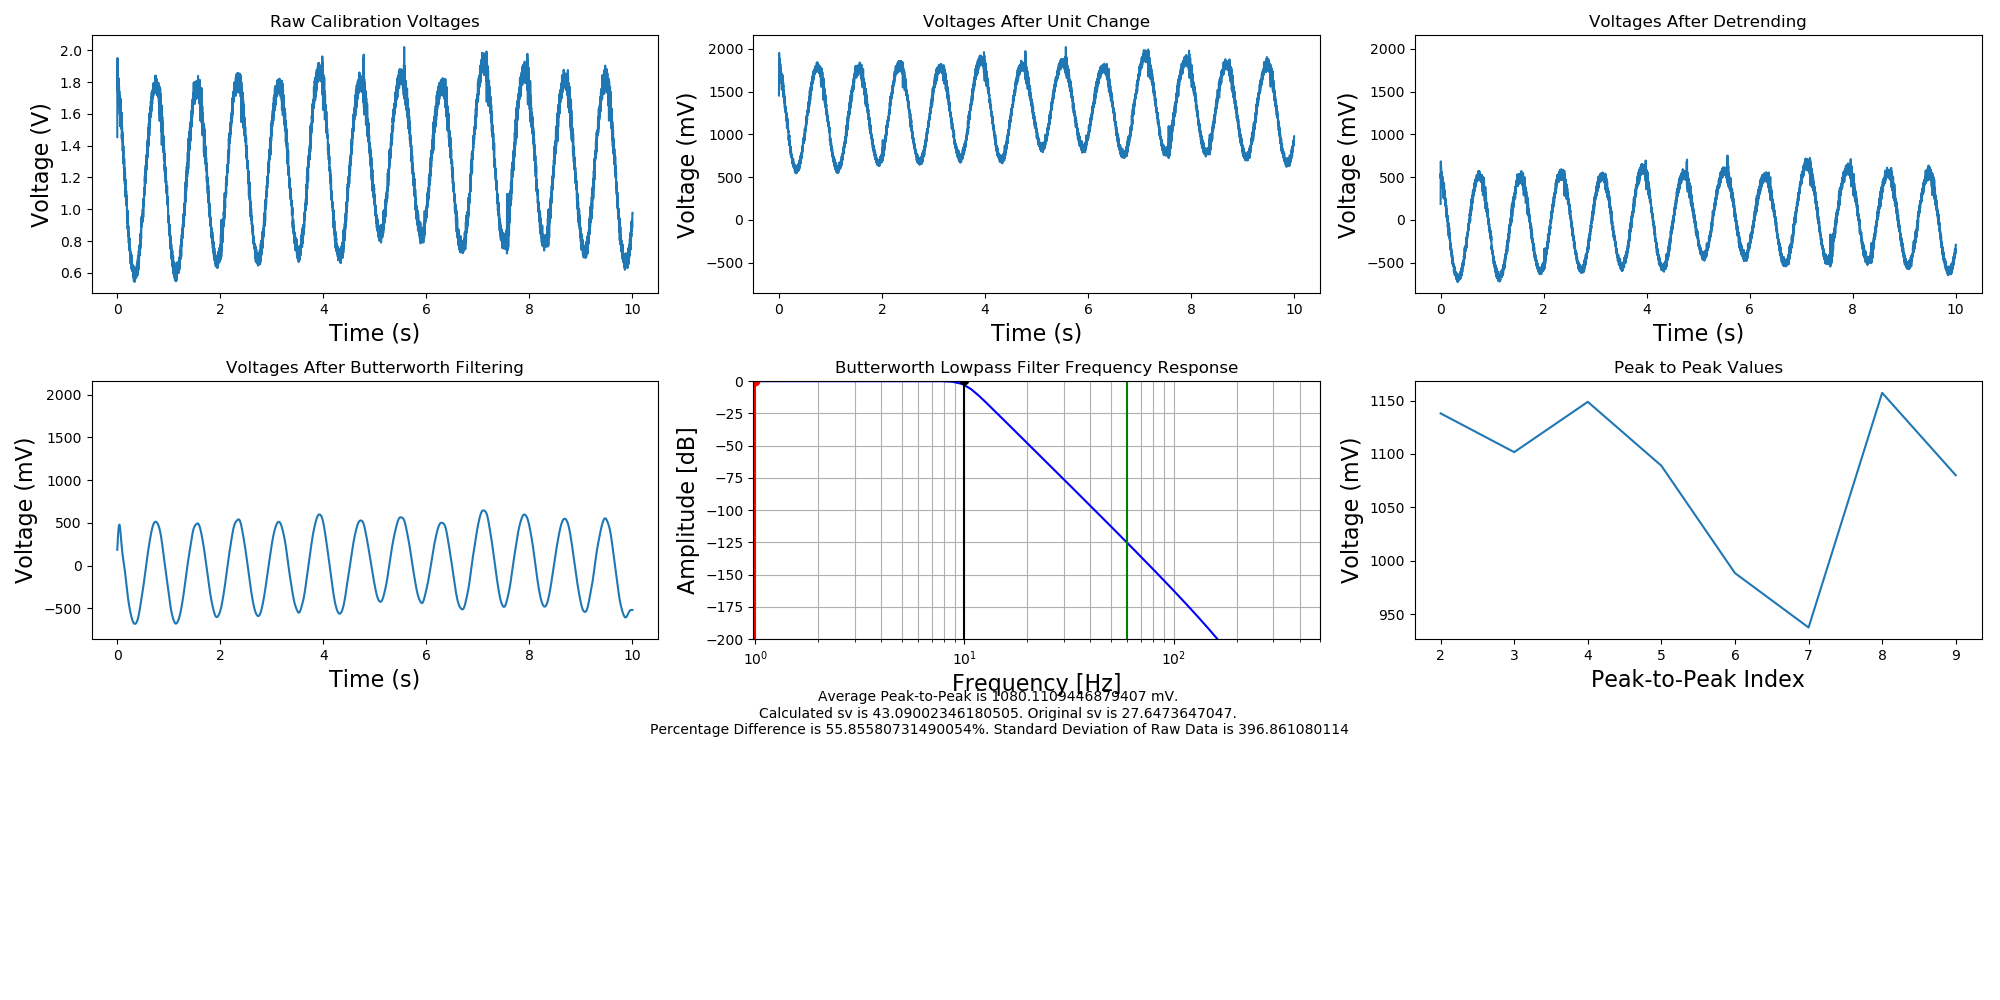 Raw Calibration Voltages
Voltage (V)
2.0
1.8
1.6
1.4
1.2
1.0
0.8
0.6
0 2 4 6 8 10
Time (s)
Voltages After Unit Change
Voltage (mV)
2000
1500
1000
500
0
−500
0 2 4 6 8 10
Time (s)
Voltages After Detrending
Voltage (mV)
2000
1500
1000
500
0
−500
0 2 4 6 8 10
Time (s)
Voltages After Butterworth Filtering
Voltage (mV)
2000
1500
1000
500
0
−500
0 2 4 6 8 10
Time (s)
Butterworth Lowpass Filter Frequency Response
Amplitude [dB]
0
−25
−50
−75
−100
−125
−150
−175
−200
10⁰ 10¹ 10²
Frequency [Hz]
Peak to Peak Values
Voltage (mV)
1150
1100
1050
1000
950
2 3 4 5 6 7 8 9
Peak-to-Peak Index
Average Peak-to-Peak is 1080.1109446879407 mV.
Calculated sv is 43.09002346180505. Original sv is 27.6473647047.
Percentage Difference is 55.85580731490054%. Standard Deviation of Raw Data is 396.861080114